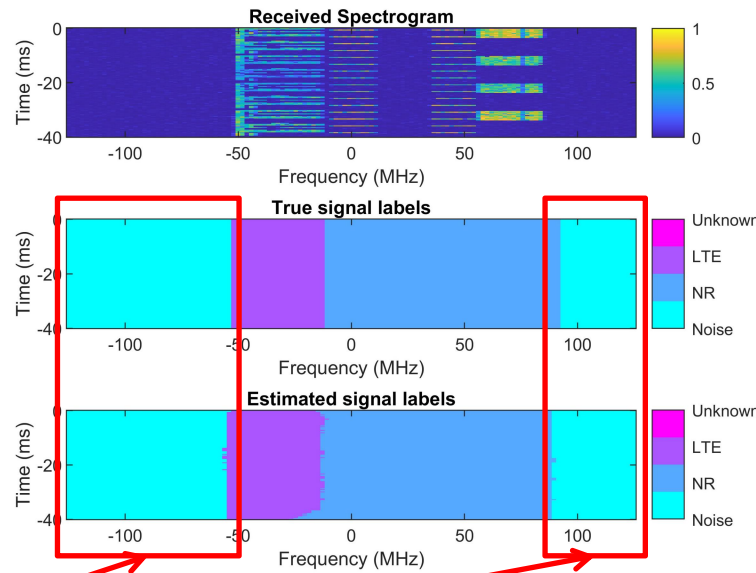 Received Spectrogram
Time (ms)
0
-20
-40
-100
-50
0
50
100
Frequency (MHz)
1
0.5
0
True signal labels
Time (ms)
0
-20
-40
-100
-50
0
50
100
Frequency (MHz)
Unknown
LTE
NR
Noise
Estimated signal labels
Time (ms)
0
-20
-40
-100
-50
0
50
100
Frequency (MHz)
Unknown
LTE
NR
Noise